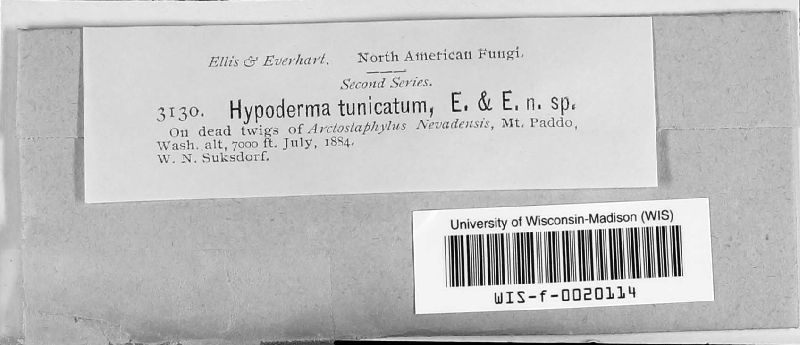 Ellis & Everhart, North American Fungi.
Second Series.
3130. Hypoderma tunicatum, E. & E. n. sp.
On dead twigs of Arctostaphylus Nevadensis, Mt. Paddo,
Wash. alt, 7000 ft. July, 1884.
W. N. Suksdorf.
University of Wisconsin-Madison (WIS)
WIS-f-0020114